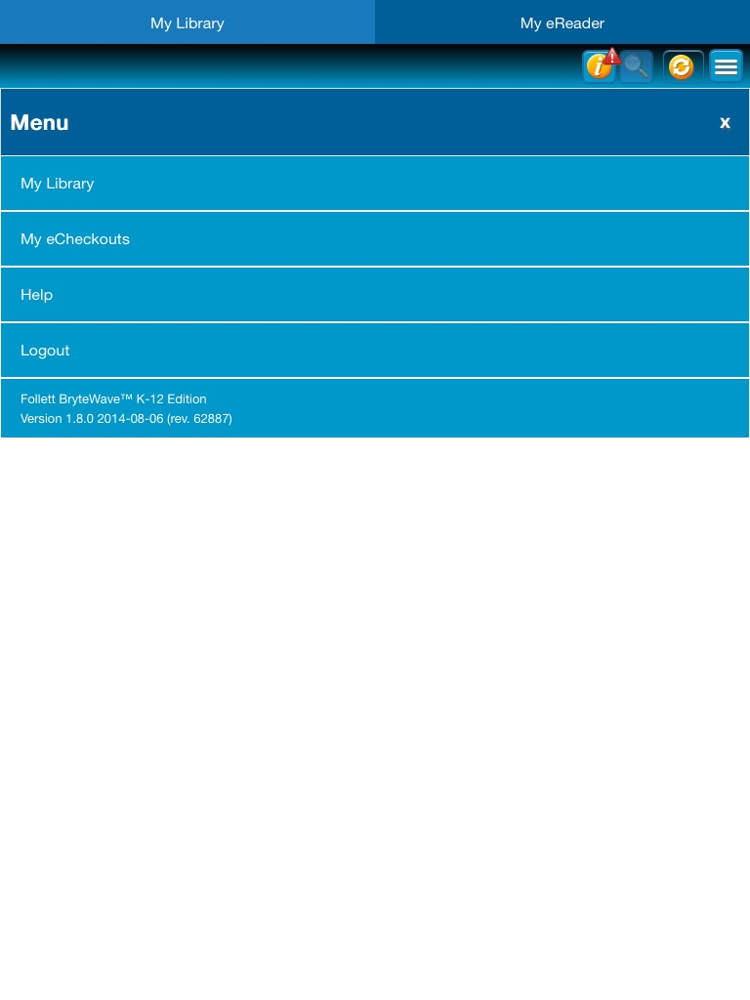 My Library
My eReader
Menu
x
My Library
My eCheckouts
Help
Logout
Follett BryteWave™ K-12 Edition
Version 1.8.0 2014-08-06 (rev. 62887)